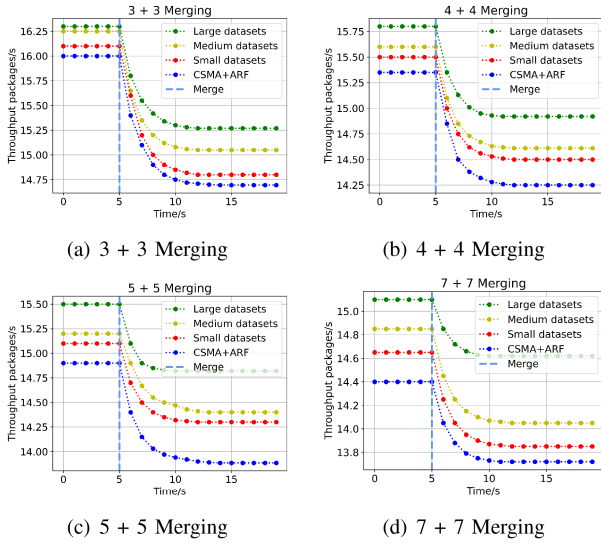 3 + 3 Merging
16.25
16.00
15.75
15.50
15.25
15.00
14.75
0
5
10
15
Throughput packages/s
Time/s
Large datasets
Medium datasets
Small datasets
CSMA+ARF
Merge
(a) 3 + 3 Merging
4 + 4 Merging
15.75
15.50
15.25
15.00
14.75
14.50
14.25
0
5
10
15
Throughput packages/s
Time/s
Large datasets
Medium datasets
Small datasets
CSMA+ARF
Merge
(b) 4 + 4 Merging
5 + 5 Merging
15.50
15.25
15.00
14.75
14.50
14.25
14.00
0
5
10
15
Throughput packages/s
Time/s
Large datasets
Medium datasets
Small datasets
CSMA+ARF
Merge
(c) 5 + 5 Merging
7 + 7 Merging
15.0
14.8
14.6
14.4
14.2
14.0
13.8
0
5
10
15
Throughput packages/s
Time/s
Large datasets
Medium datasets
Small datasets
CSMA+ARF
Merge
(d) 7 + 7 Merging